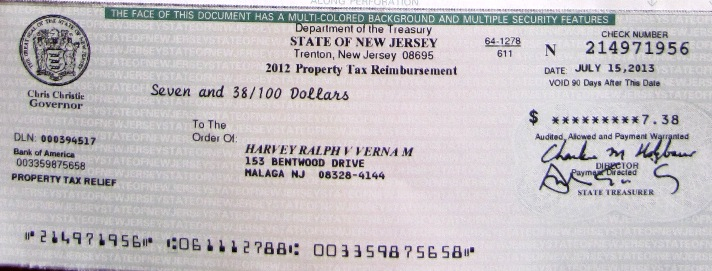 ALONG PERFORATION
THE FACE OF THIS DOCUMENT HAS A MULTI-COLORED BACKGROUND AND MULTIPLE SECURITY FEATURES
Department of the Treasury
STATE OF NEW JERSEY
Trenton, New Jersey 08695
2012 Property Tax Reimbursement
64-1278
611
CHECK NUMBER
N 214971956
DATE: JULY 15,2013
VOID 90 Days After This Date
Chris Christie
Governor
Seven and 38/100 Dollars
$ *********7.38
DLN: 000394517
Bank of America
003359875658
PROPERTY TAX RELIEF
To The
Order Of:
HARVEY RALPH V VERNA M
153 BENTWOOD DRIVE
MALAGA NJ 08328-4144
Audited, Allowed and Payment Warranted
DIRECTOR
Payment Directed
STATE TREASURER
⑈214971956⑈ ⑆061112788⑆ 003359875658⑈